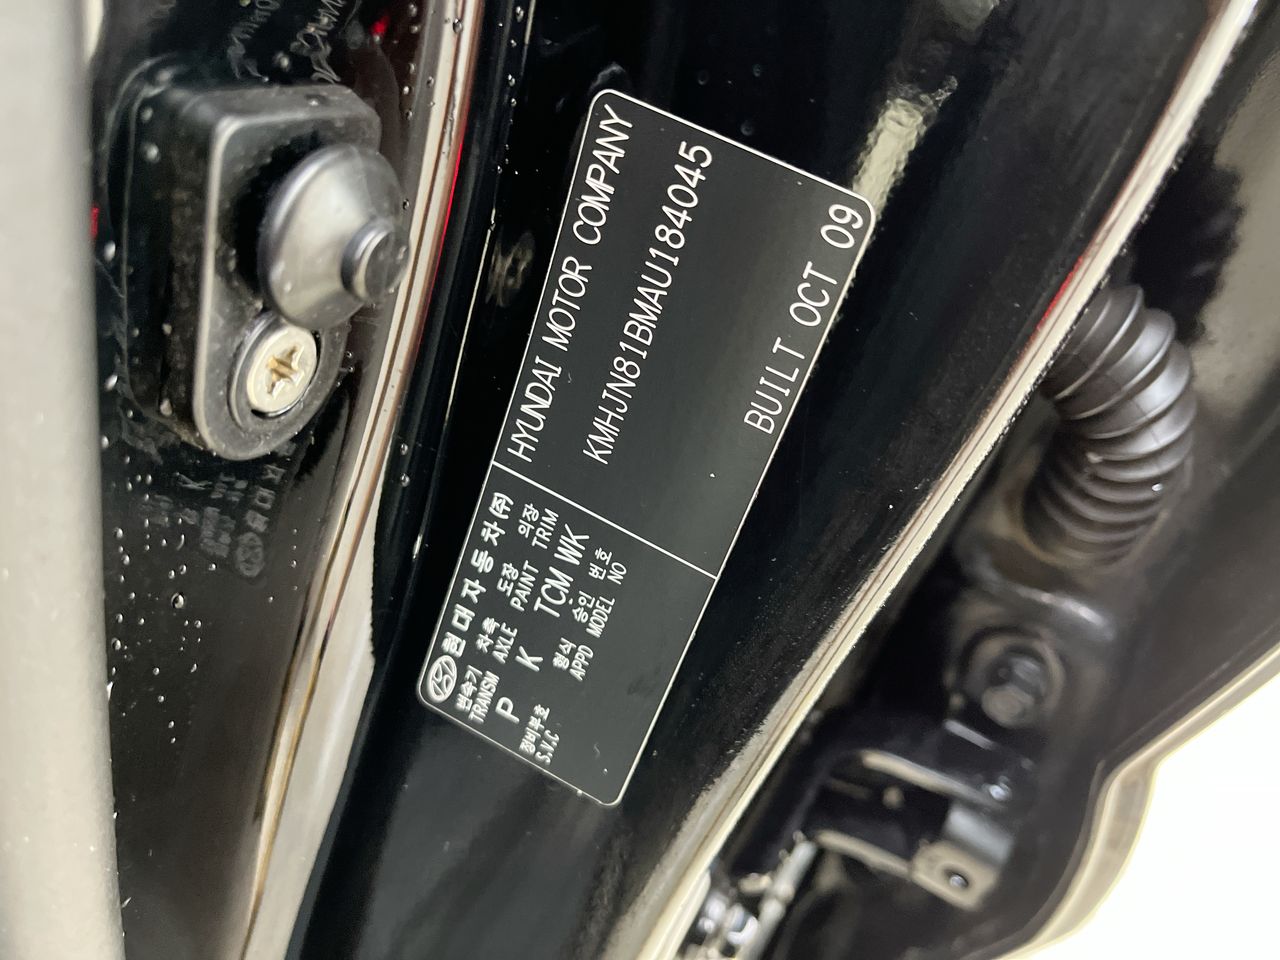 현대자동차(주)
HYUNDAI MOTOR COMPANY
변속기 차축 도장 의장
TRANSM AXLE PAINT TRIM
P K TCM WK
KMHJN81BMAU184045
형식 승인 번호
APPD MODEL NO
정비부호
S.V.C
BUILT OCT 09